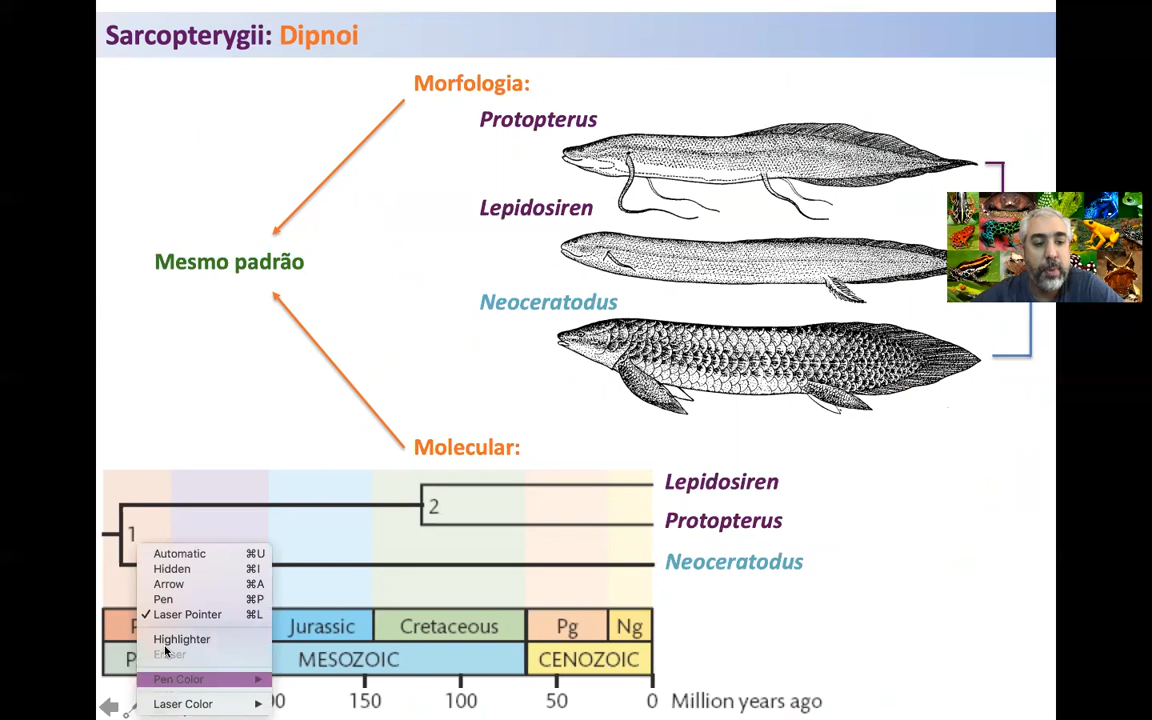 Sarcopterygii: Dipnoi
Morfologia:
Protopterus
Lepidosiren
Mesmo padrão
Neoceratodus
Molecular:
Lepidosiren
2
Protopterus
1
Neoceratodus
Automatic ⌘U
Hidden ⌘I
Arrow ⌘A
Pen ⌘P
✓ Laser Pointer ⌘L
Highlighter
Eraser
Pen Color
Laser Color
Jurassic Cretaceous Pg Ng
MESOZOIC CENOZOIC
150 100 50 0 Million years ago